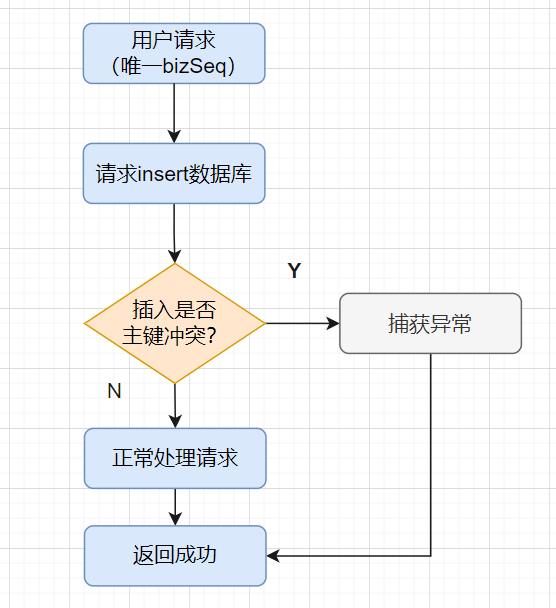 用户请求
（唯一bizSeq）
请求insert数据库
插入是否
主键冲突?
Y
捕获异常
N
正常处理请求
返回成功